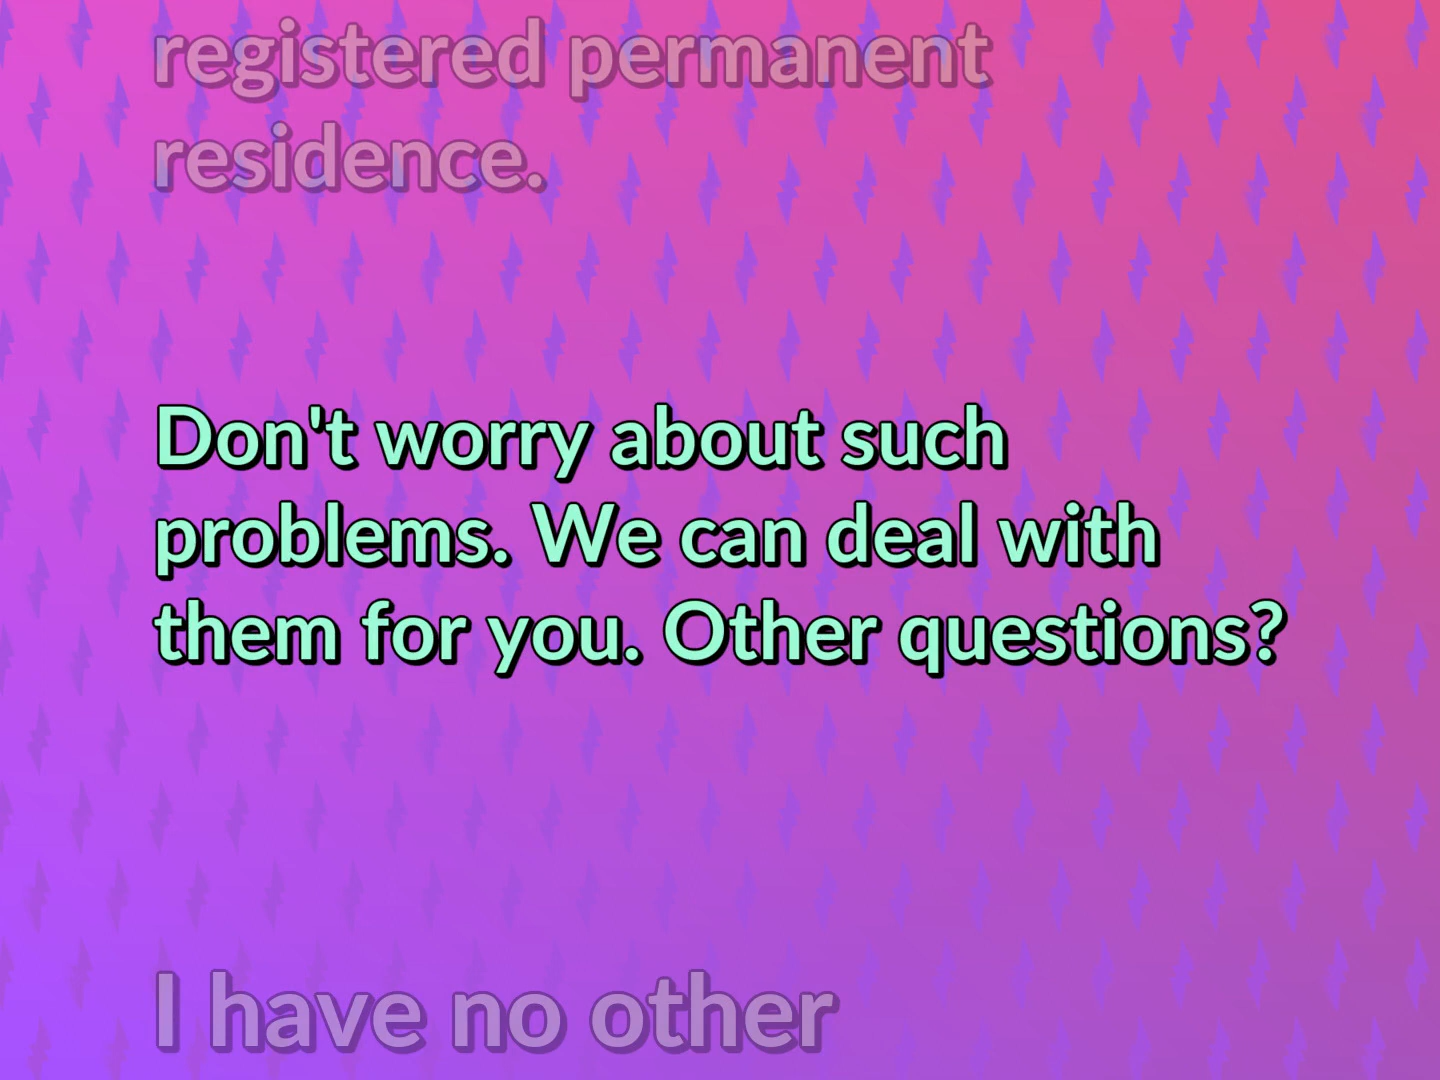 registered permanent
residence.
Don't worry about such
problems. We can deal with
them for you. Other questions?
I have no other